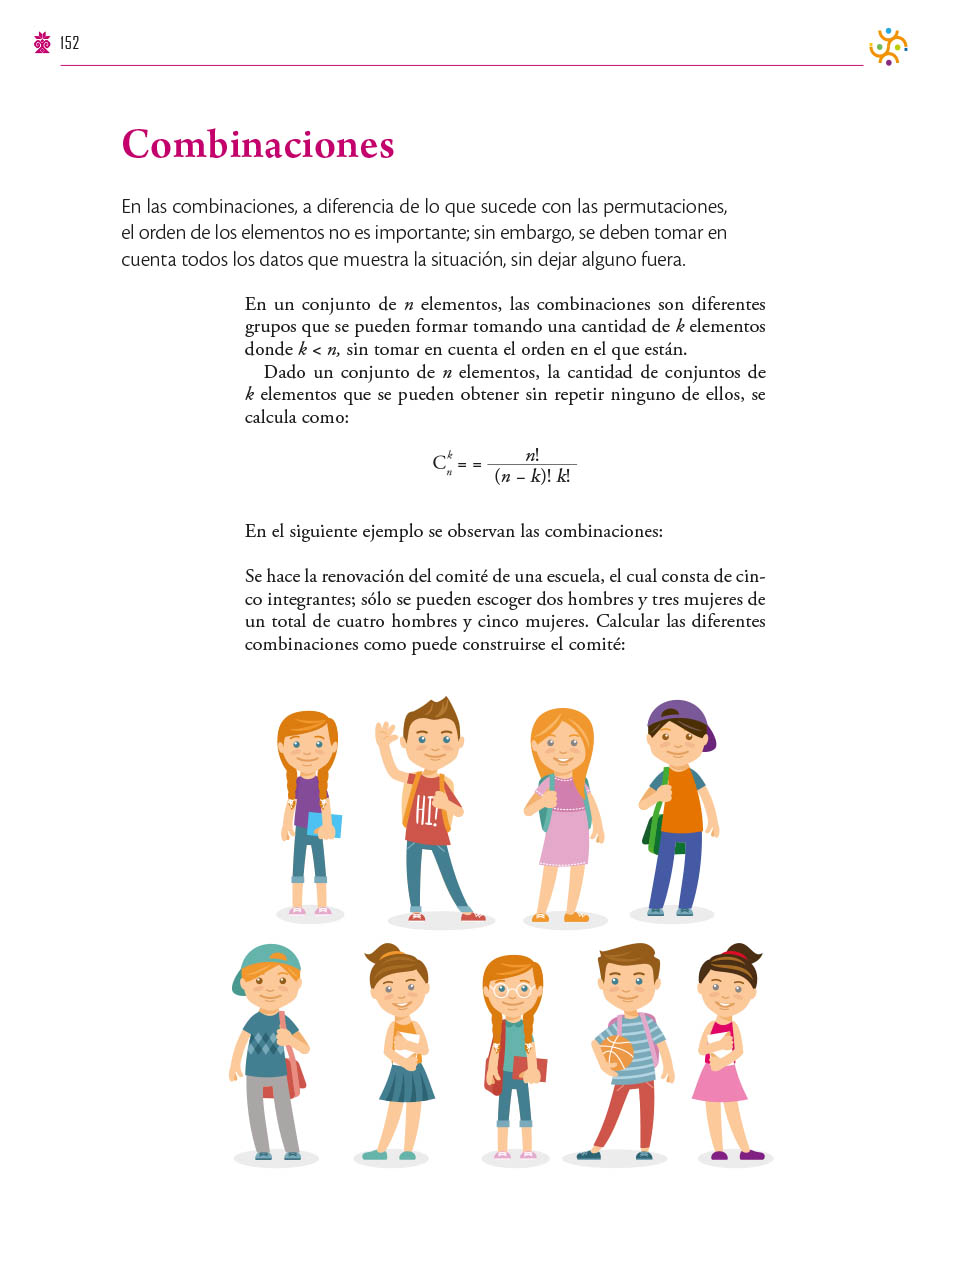 152
Combinaciones
En las combinaciones, a diferencia de lo que sucede con las permutaciones,
el orden de los elementos no es importante; sin embargo, se deben tomar en
cuenta todos los datos que muestra la situación, sin dejar alguno fuera.
En un conjunto de n elementos, las combinaciones son diferentes
grupos que se pueden formar tomando una cantidad de k elementos
donde k < n, sin tomar en cuenta el orden en el que están.
Dado un conjunto de n elementos, la cantidad de conjuntos de
k elementos que se pueden obtener sin repetir ninguno de ellos, se
calcula como:
C_n^k = = n! / (n – k)! k!
En el siguiente ejemplo se observan las combinaciones:
Se hace la renovación del comité de una escuela, el cual consta de cin-
co integrantes; sólo se pueden escoger dos hombres y tres mujeres de
un total de cuatro hombres y cinco mujeres. Calcular las diferentes
combinaciones como puede construirse el comité:
HI!